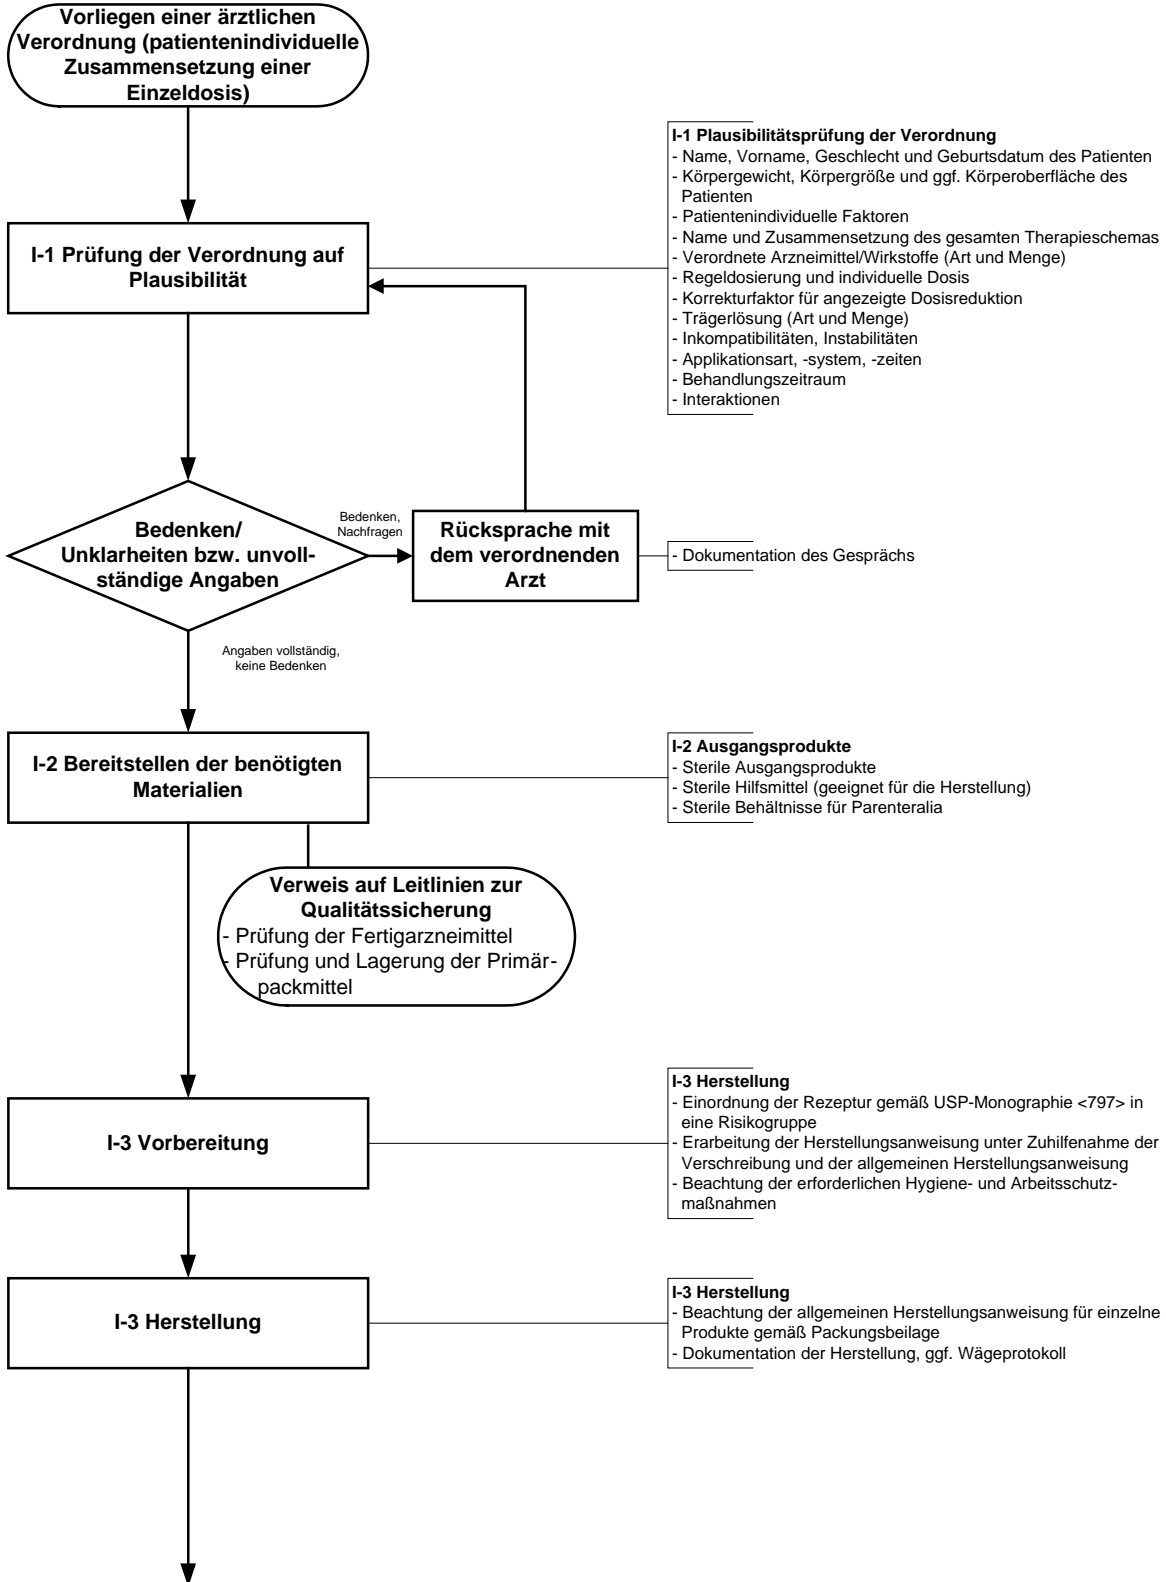 Vorliegen einer ärztlichen
Verordnung (patientenindividuelle
Zusammensetzung einer
Einzeldosis)
I-1 Plausibilitätsprüfung der Verordnung
- Name, Vorname, Geschlecht und Geburtsdatum des Patienten
- Körpergewicht, Körpergröße und ggf. Körperoberfläche des
Patienten
- Patientenindividuelle Faktoren
- Name und Zusammensetzung des gesamten Therapieschemas
- Verordnete Arzneimittel/Wirkstoffe (Art und Menge)
- Regeldosierung und individuelle Dosis
- Korrekturfaktor für angezeigte Dosisreduktion
- Trägerlösung (Art und Menge)
- Inkompatibilitäten, Instabilitäten
- Applikationsart, -system, -zeiten
- Behandlungszeitraum
- Interaktionen
I-1 Prüfung der Verordnung auf
Plausibilität
Bedenken/
Unklarheiten bzw. unvoll-
ständige Angaben
Bedenken,
Nachfragen
Rücksprache mit
dem verordnenden
Arzt
- Dokumentation des Gesprächs
Angaben vollständig,
keine Bedenken
I-2 Bereitstellen der benötigten
Materialien
I-2 Ausgangsprodukte
- Sterile Ausgangsprodukte
- Sterile Hilfsmittel (geeignet für die Herstellung)
- Sterile Behältnisse für Parenteralia
Verweis auf Leitlinien zur
Qualitätssicherung
- Prüfung der Fertigarzneimittel
- Prüfung und Lagerung der Primär-
packmittel
I-3 Vorbereitung
I-3 Herstellung
- Einordnung der Rezeptur gemäß USP-Monographie <797> in
eine Risikogruppe
- Erarbeitung der Herstellungsanweisung unter Zuhilfenahme der
Verschreibung und der allgemeinen Herstellungsanweisung
- Beachtung der erforderlichen Hygiene- und Arbeitsschutz-
maßnahmen
I-3 Herstellung
I-3 Herstellung
- Beachtung der allgemeinen Herstellungsanweisung für einzelne
Produkte gemäß Packungsbeilage
- Dokumentation der Herstellung, ggf. Wägeprotokoll